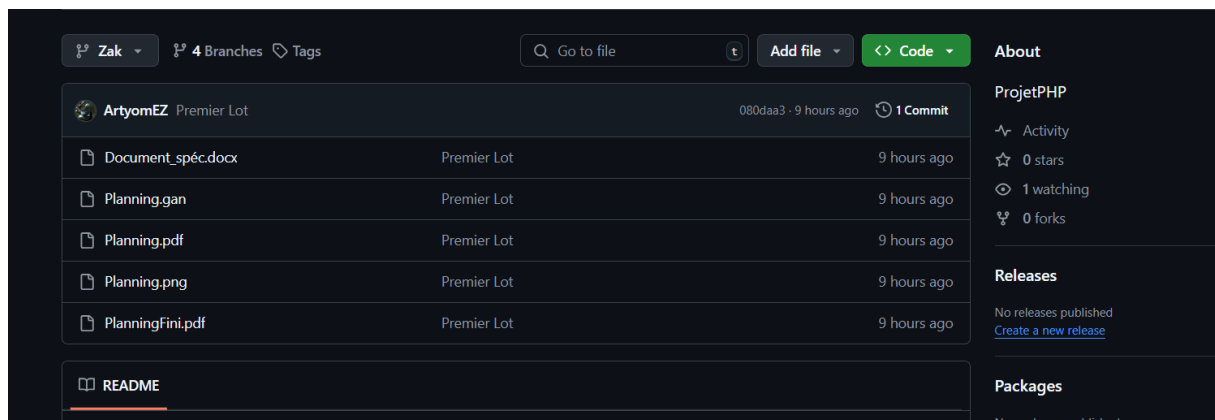 Zak
4 Branches
Tags
Go to file
t
Add file
<> Code
ArtyomEZ Premier Lot
080daa3 · 9 hours ago
1 Commit
Document_spéc.docx Premier Lot 9 hours ago
Planning.gan Premier Lot 9 hours ago
Planning.pdf Premier Lot 9 hours ago
Planning.png Premier Lot 9 hours ago
PlanningFini.pdf Premier Lot 9 hours ago
README
About
ProjetPHP
Activity
0 stars
1 watching
0 forks
Releases
No releases published
Create a new release
Packages